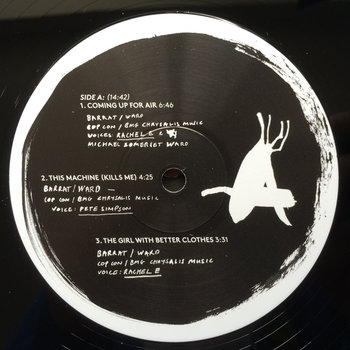 SIDE A: (14:42)
1. COMING UP FOR AIR 6:46
BARRAT / WARD
COP CON / BMG CHRYSALIS MUSIC
VOICES: RACHEL E &
MICHAEL SOMERSET WARD
2. THIS MACHINE (KILLS ME) 4:25
BARRAT / WARD —
COP CON / BMG CHRYSALIS MUSIC
VOICE: PETE SIMPSON
3. THE GIRL WITH BETTER CLOTHES 3:31
BARRAT / WARD
COP CON / BMG CHRYSALIS MUSIC
VOICE: RACHEL E